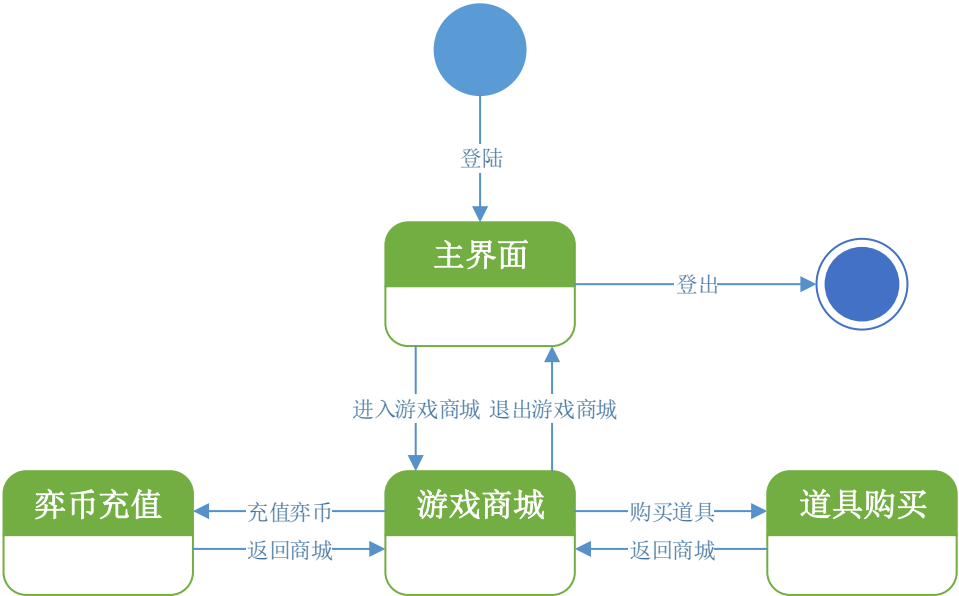 登陆
主界面
登出
进入游戏商城
退出游戏商城
弈币充值
游戏商城
道具购买
充值弈币
购买道具
返回商城
返回商城